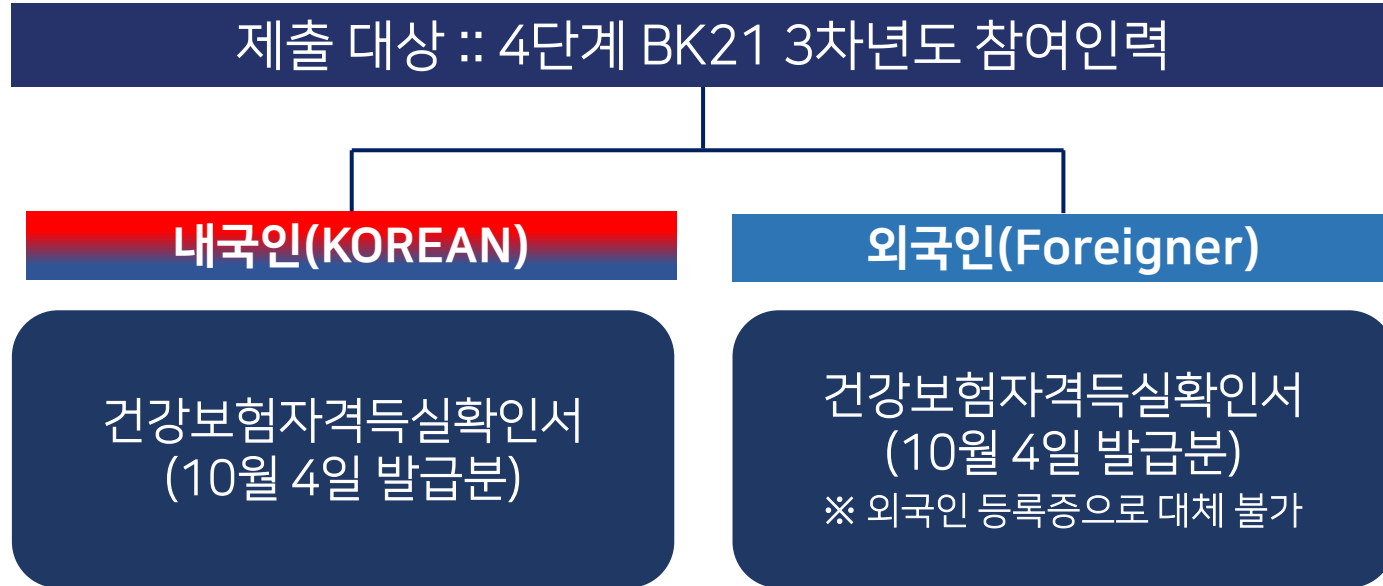 제출 대상 :: 4단계 BK21 3차년도 참여인력
내국인(KOREAN)
외국인(Foreigner)
건강보험자격득실확인서
(10월 4일 발급분)
건강보험자격득실확인서
(10월 4일 발급분)
※ 외국인 등록증으로 대체 불가